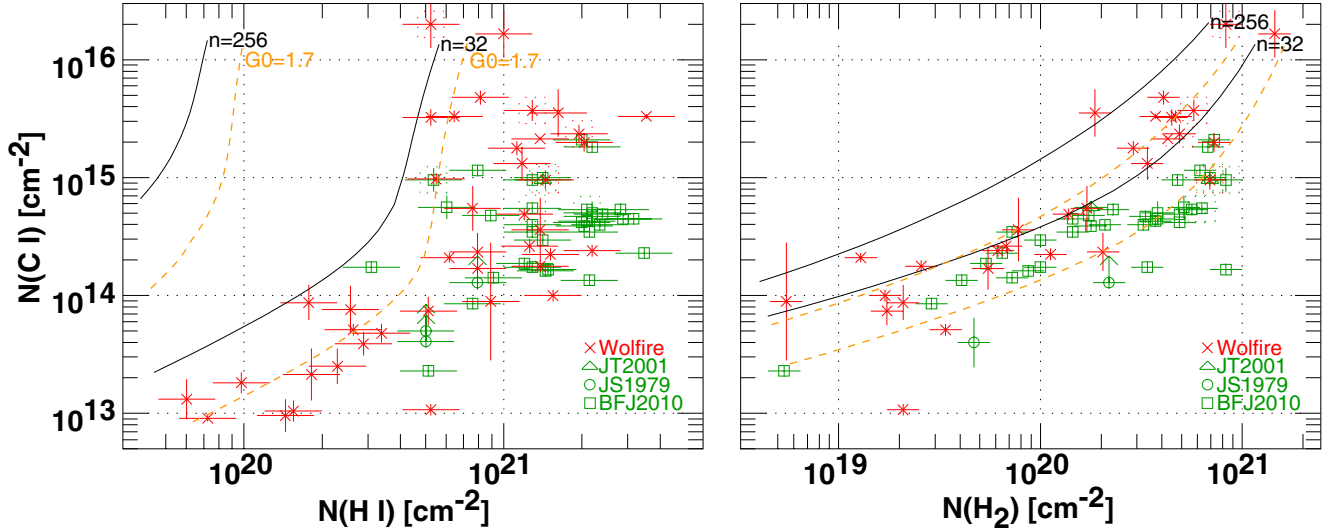 n=256
n=32
G0=1.7
G0=1.7
10^16
10^15
10^14
10^13
N(C I) [cm^-2]
Wolfire
JT2001
JS1979
BFJ2010
10^20
10^21
N(H I) [cm^-2]
n=256
n=32
Wolfire
JT2001
JS1979
BFJ2010
10^19
10^20
10^21
N(H₂) [cm^-2]